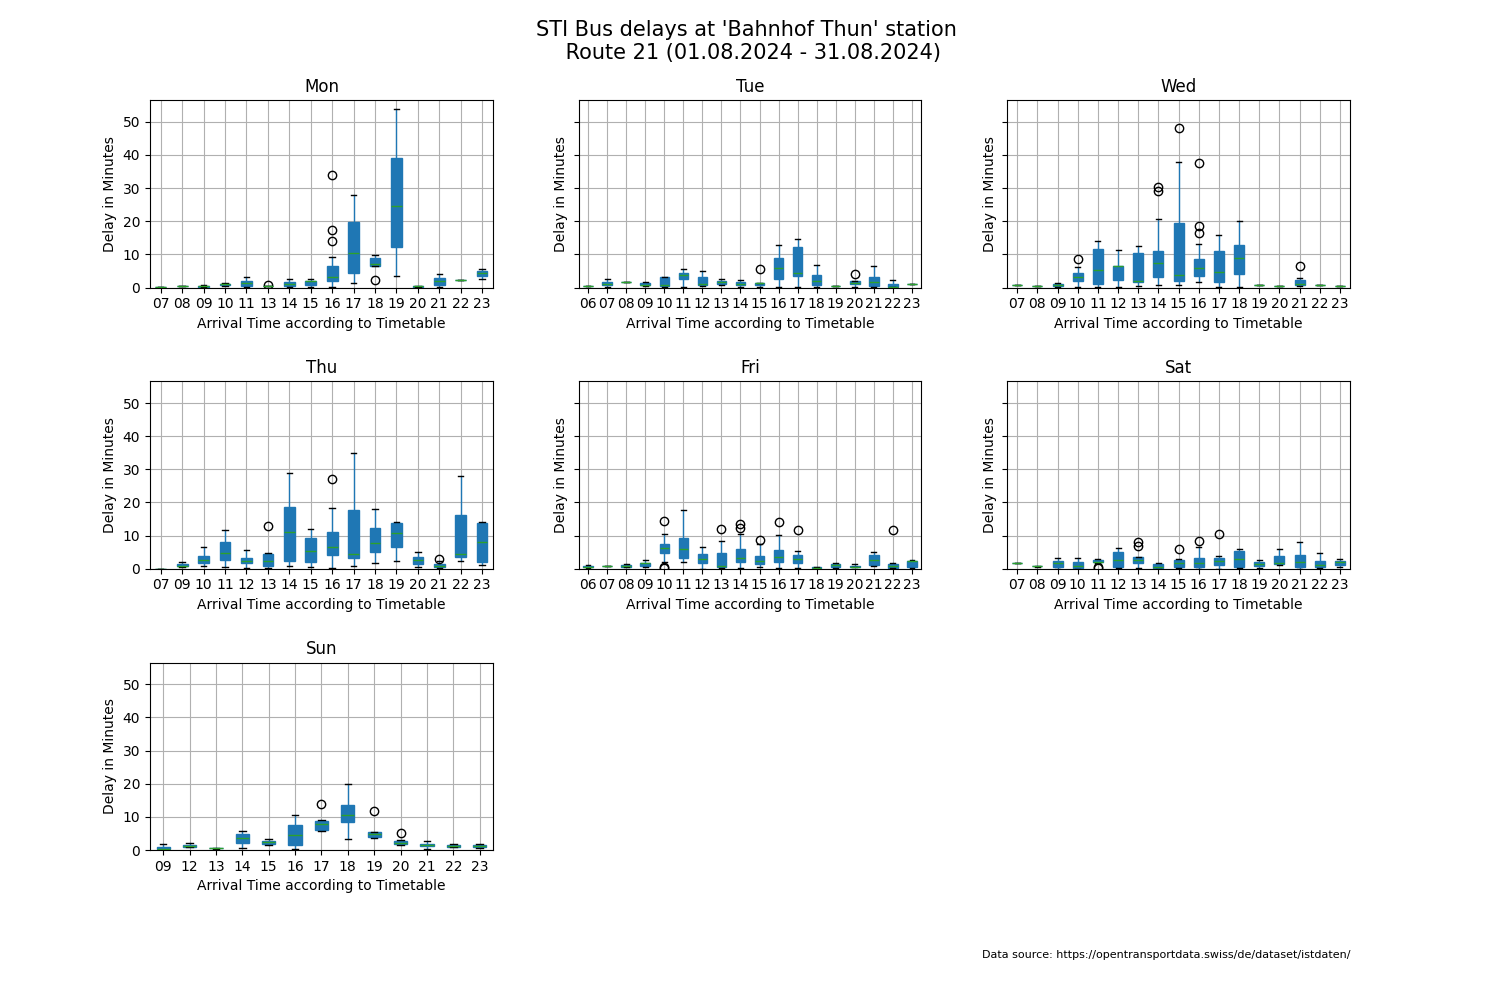 STI Bus delays at 'Bahnhof Thun' station
Route 21 (01.08.2024 - 31.08.2024)
Mon
Delay in Minutes
50
40
30
20
10
0
07 08 09 10 11 12 13 14 15 16 17 18 19 20 21 22 23
Arrival Time according to Timetable
Tue
Delay in Minutes
06 07 08 09 10 11 12 13 14 15 16 17 18 19 20 21 22 23
Arrival Time according to Timetable
Wed
Delay in Minutes
07 08 09 10 11 12 13 14 15 16 17 18 19 20 21 22 23
Arrival Time according to Timetable
Thu
Delay in Minutes
50
40
30
20
10
0
07 09 10 11 12 13 14 15 16 17 18 19 20 21 22 23
Arrival Time according to Timetable
Fri
Delay in Minutes
06 07 08 09 10 11 12 13 14 15 16 17 18 19 20 21 22 23
Arrival Time according to Timetable
Sat
Delay in Minutes
07 08 09 10 11 12 13 14 15 16 17 18 19 20 21 22 23
Arrival Time according to Timetable
Sun
Delay in Minutes
50
40
30
20
10
0
09 12 13 14 15 16 17 18 19 20 21 22 23
Arrival Time according to Timetable
Data source: https://opentransportdata.swiss/de/dataset/istdaten/